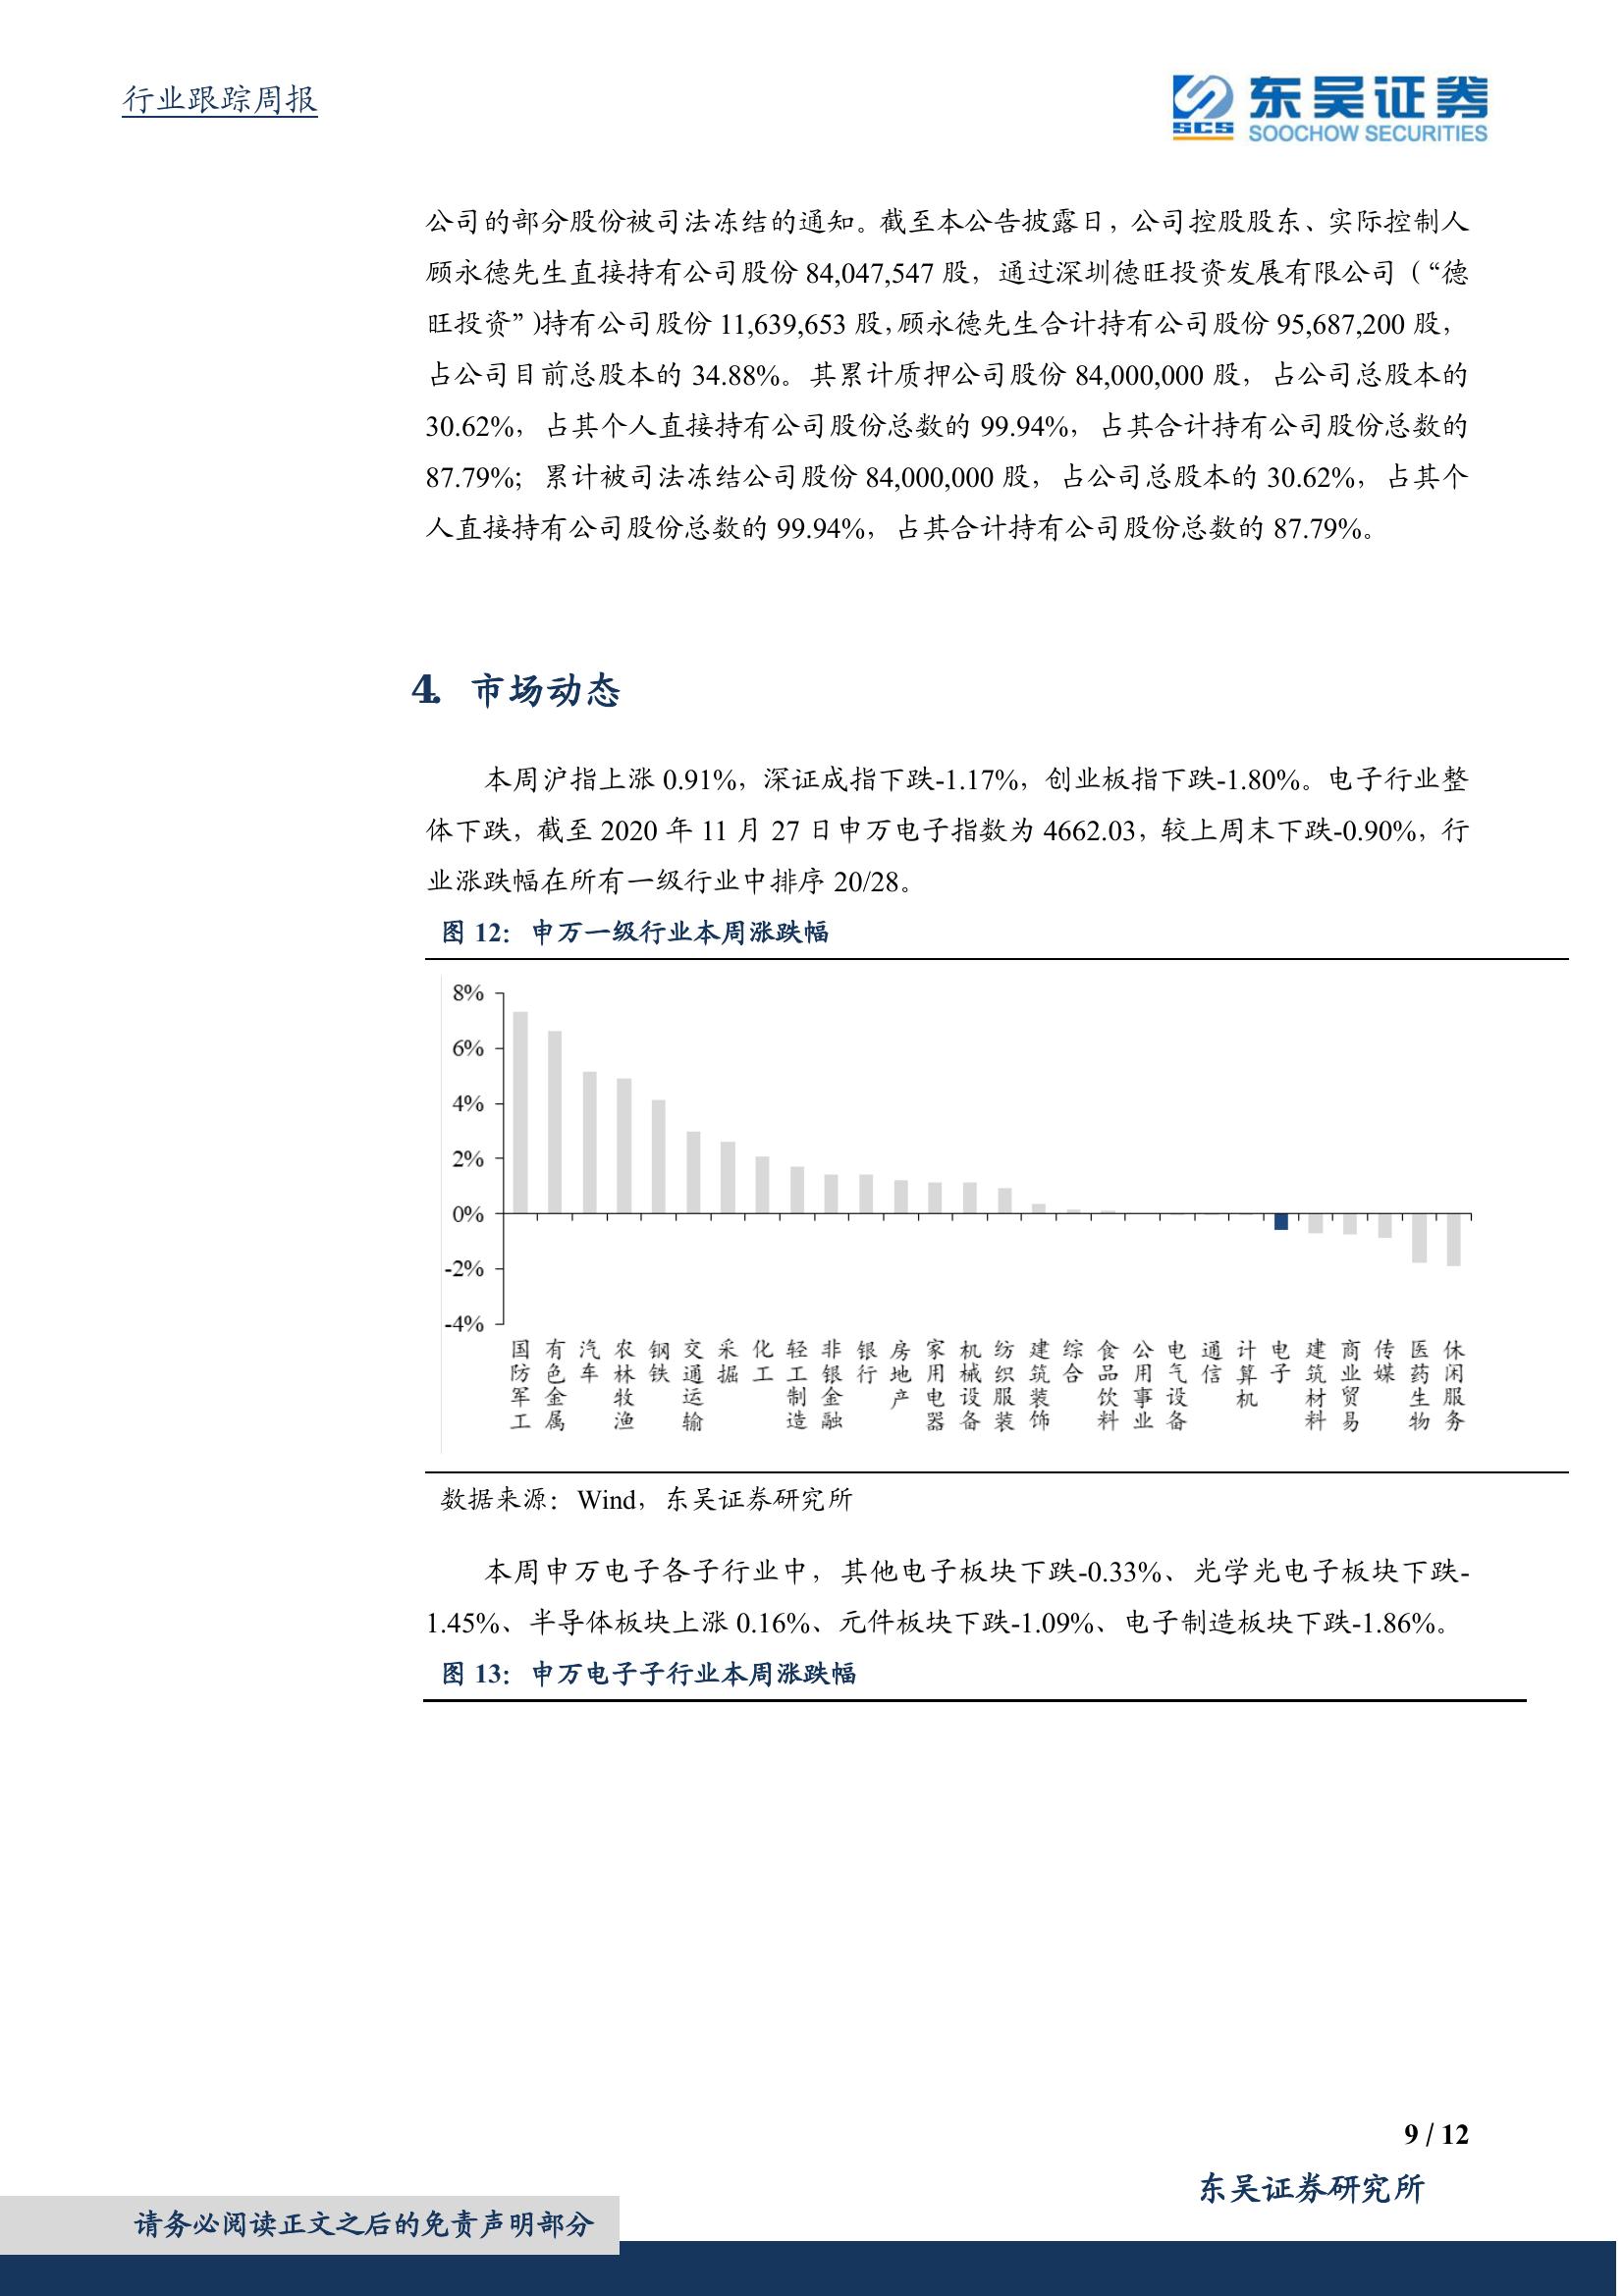 行业跟踪周报
SCS 东吴证券
SOOCHOW SECURITIES
公司的部分股份被司法冻结的通知。截至本公告披露日，公司控股股东、实际控制人
顾永德先生直接持有公司股份 84,047,547 股，通过深圳德旺投资发展有限公司（“德
旺投资”)持有公司股份 11,639,653 股，顾永德先生合计持有公司股份 95,687,200 股，
占公司目前总股本的 34.88%。其累计质押公司股份 84,000,000 股，占公司总股本的
30.62%，占其个人直接持有公司股份总数的 99.94%，占其合计持有公司股份总数的
87.79%；累计被司法冻结公司股份 84,000,000 股，占公司总股本的 30.62%，占其个
人直接持有公司股份总数的 99.94%，占其合计持有公司股份总数的 87.79%。
4. 市场动态
本周沪指上涨 0.91%，深证成指下跌-1.17%，创业板指下跌-1.80%。电子行业整
体下跌，截至 2020 年 11 月 27 日申万电子指数为 4662.03，较上周末下跌-0.90%，行
业涨跌幅在所有一级行业中排序 20/28。
图 12：申万一级行业本周涨跌幅
8%
6%
4%
2%
0%
-2%
-4%
国防军工
有色金属
汽车
农林牧渔
钢铁
交通运输
采掘
化工
轻工制造
非银金融
银行
房地产
家用电器
机械设备
纺织服装
建筑装饰
综合
食品饮料
公用事业
电气设备
通信
计算机
电子
建筑材料
商业贸易
传媒
医药生物
休闲服务
数据来源：Wind，东吴证券研究所
本周申万电子各子行业中，其他电子板块下跌-0.33%、光学光电子板块下跌-
1.45%、半导体板块上涨 0.16%、元件板块下跌-1.09%、电子制造板块下跌-1.86%。
图 13：申万电子子行业本周涨跌幅
9 / 12
东吴证券研究所
请务必阅读正文之后的免责声明部分